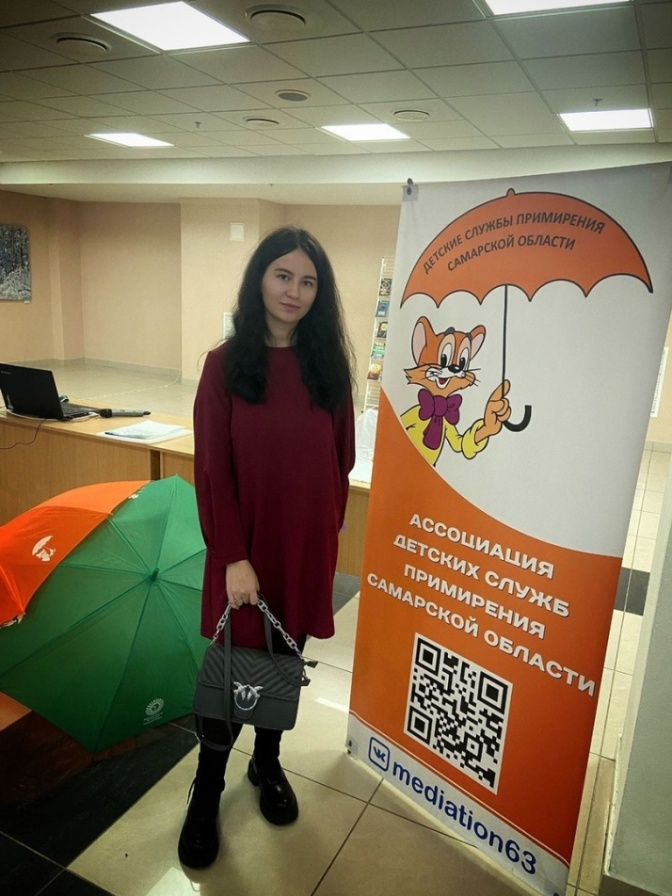 ДЕТСКИЕ СЛУЖБЫ ПРИМИРЕНИЯ
САМАРСКОЙ ОБЛАСТИ
АССОЦИАЦИЯ
ДЕТСКИХ СЛУЖБ
ПРИМИРЕНИЯ
САМАРСКОЙ ОБЛАСТИ
mediation63